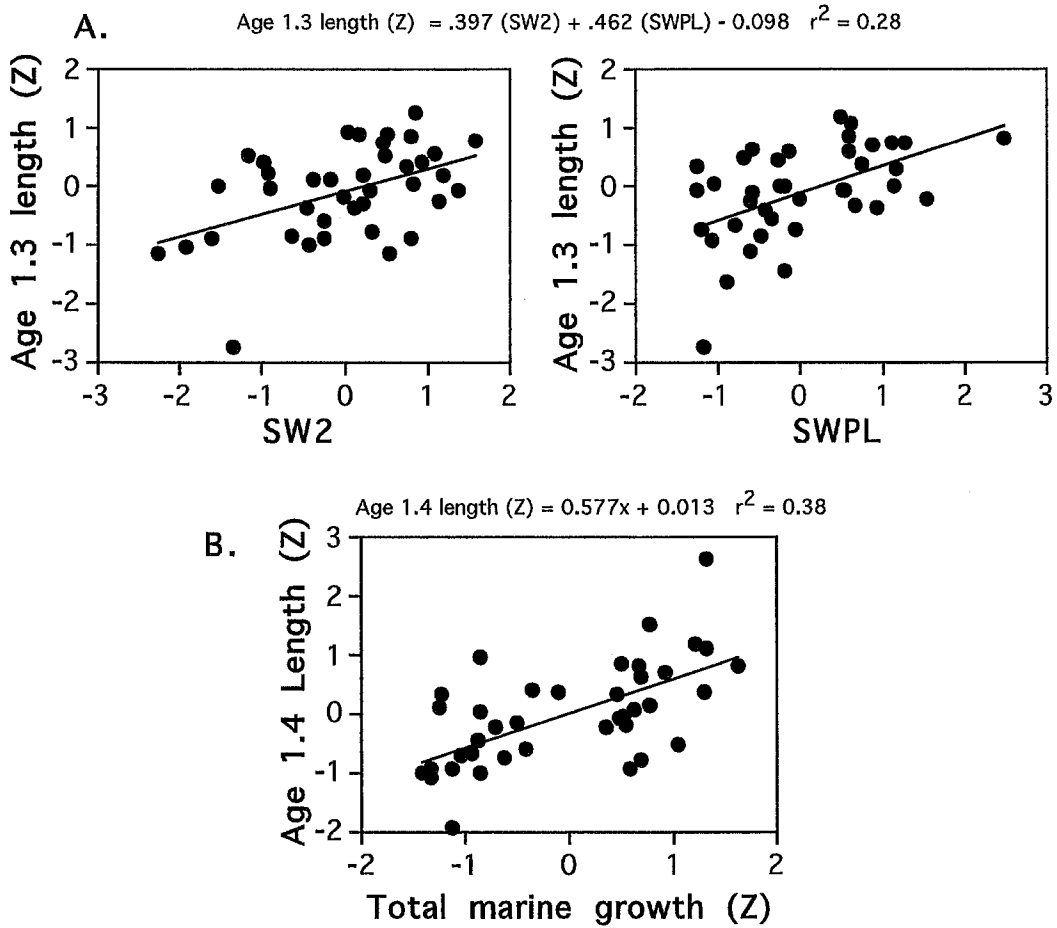 A.
Age 1.3 length (Z) = .397 (SW2) + .462 (SWPL) - 0.098 r2 = 0.28
Age 1.3 length (Z)
2
1
0
-1
-2
-3
-3 -2 -1 0 1 2
SW2
Age 1.3 length (Z)
2
1
0
-1
-2
-3
-2 -1 0 1 2 3
SWPL
B.
Age 1.4 length (Z) = 0.577x + 0.013 r2 = 0.38
Age 1.4 Length (Z)
3
2
1
0
-1
-2
-2 -1 0 1 2
Total marine growth (Z)